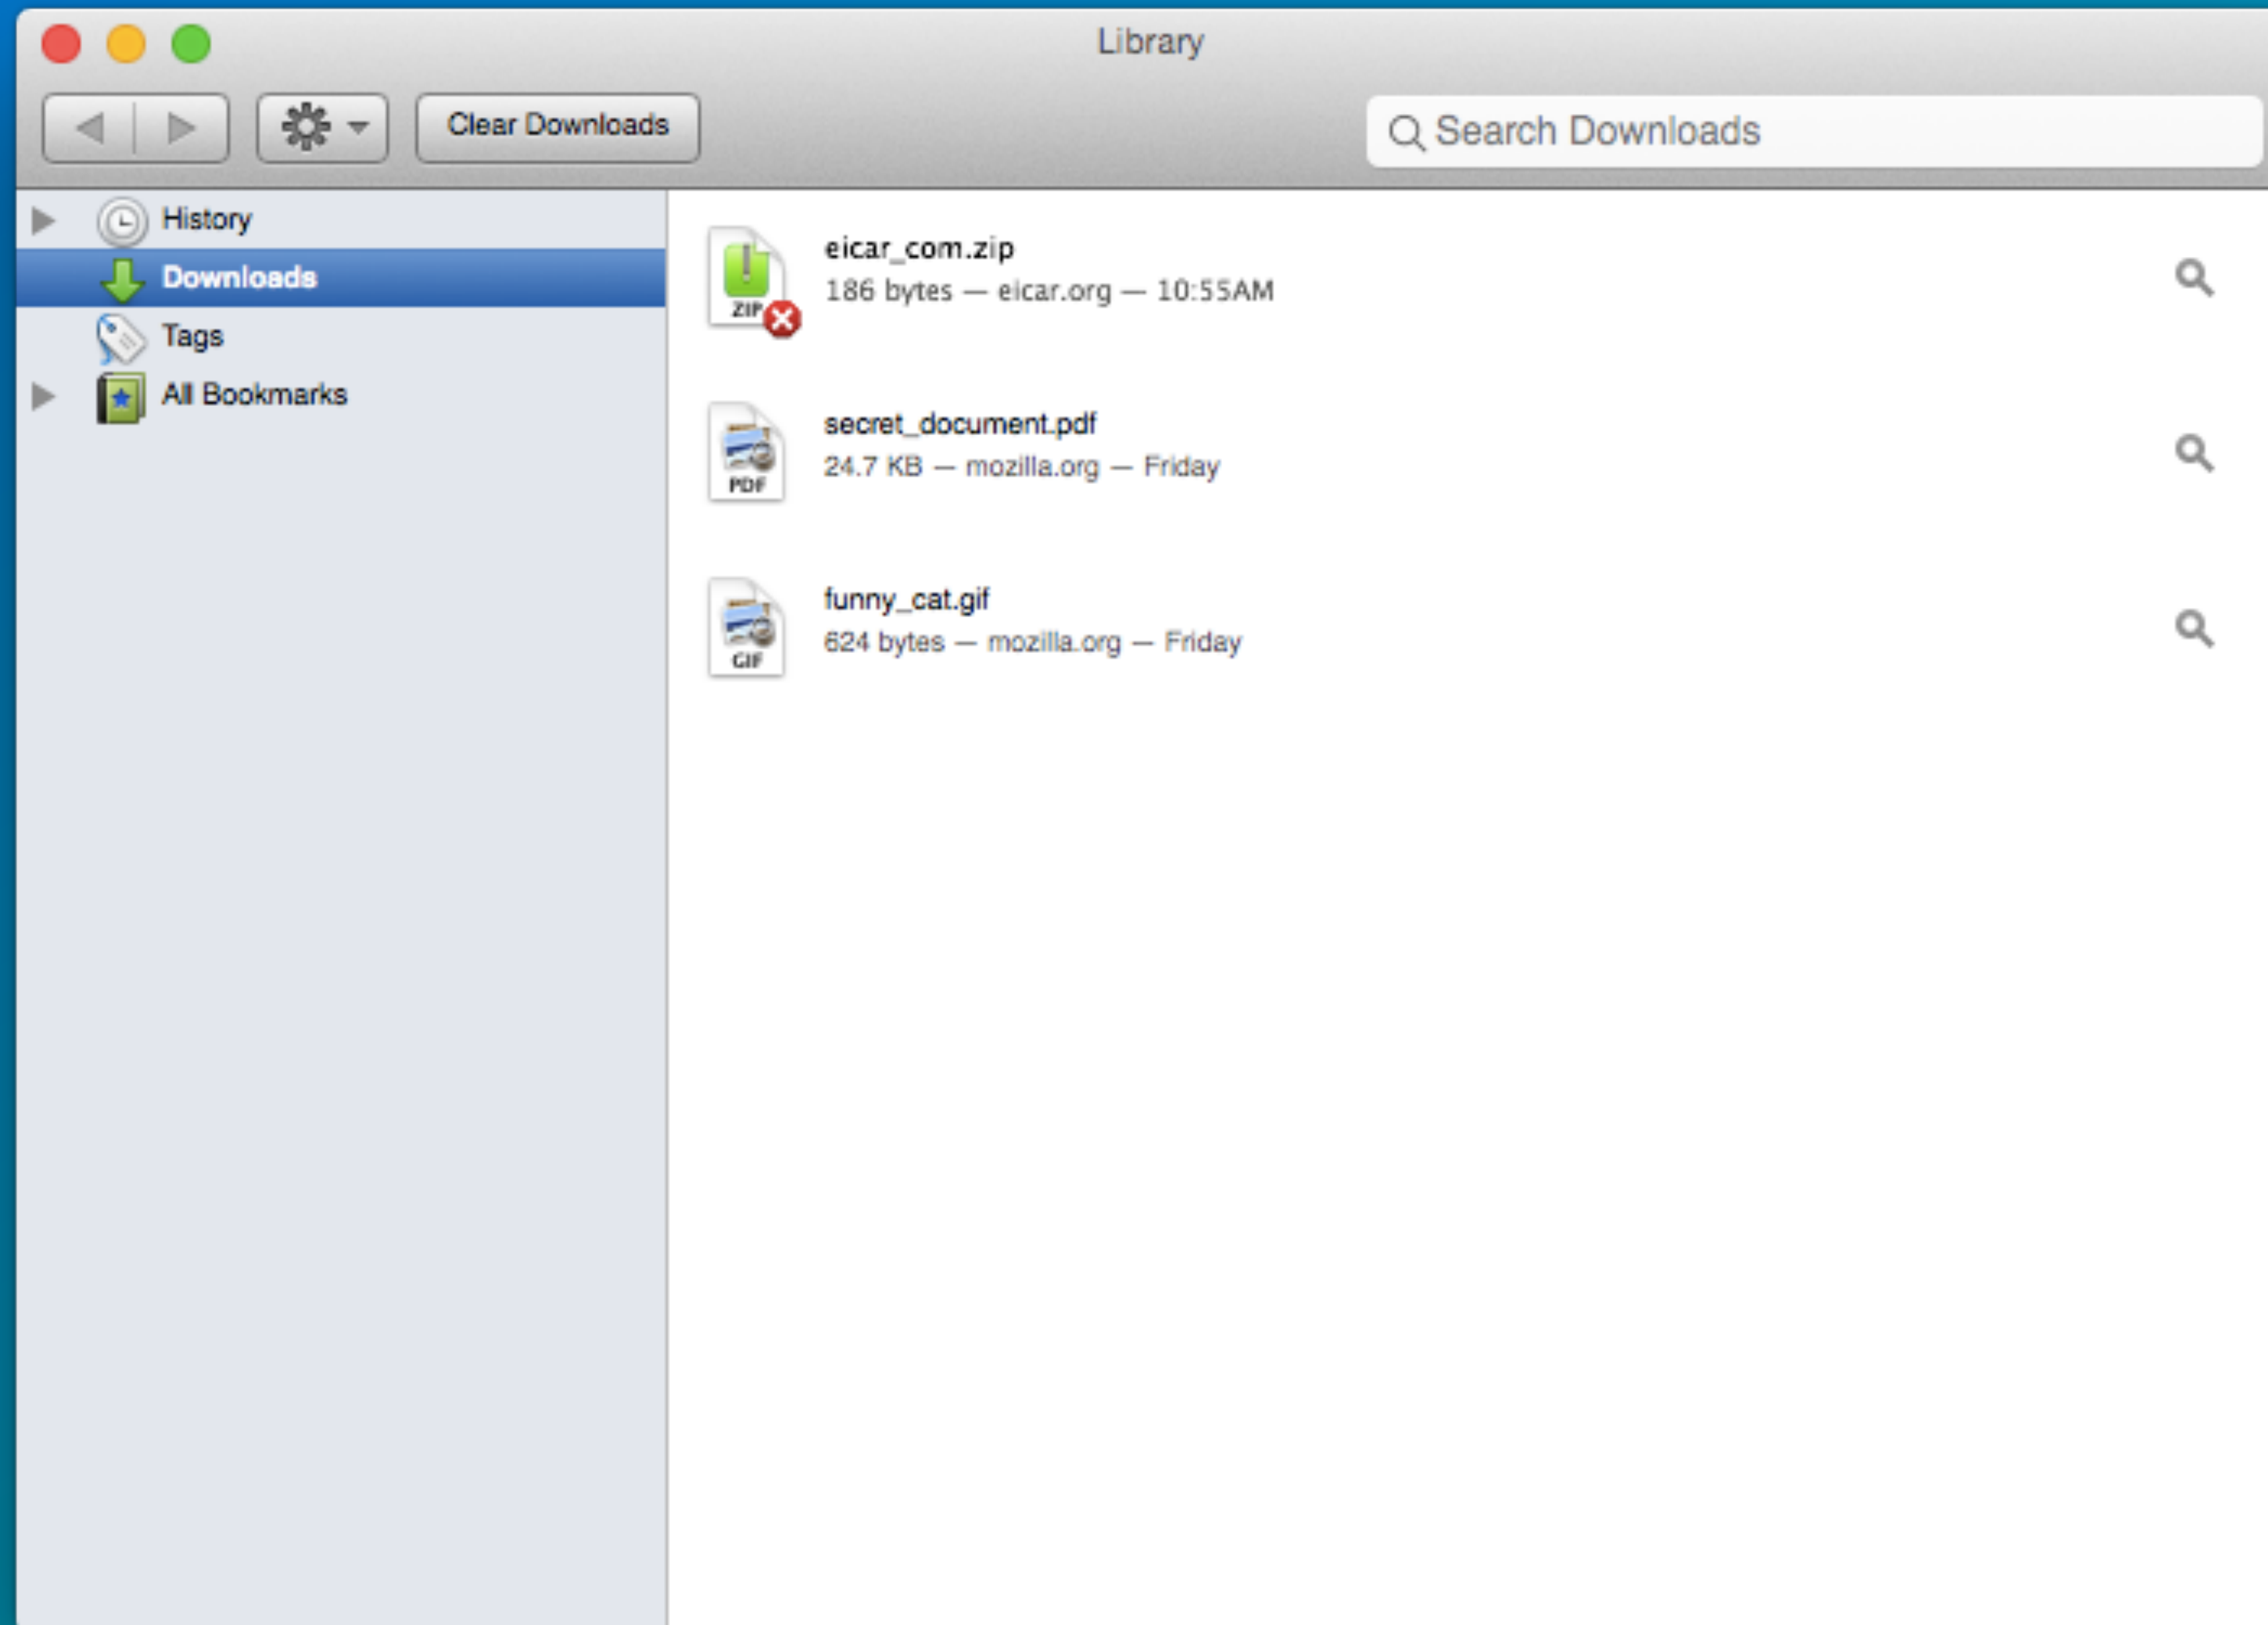 Library
Clear Downloads
Search Downloads
History
Downloads
Tags
All Bookmarks
ZIP
eicar_com.zip
186 bytes — eicar.org — 10:55AM
PDF
secret_document.pdf
24.7 KB — mozilla.org — Friday
GIF
funny_cat.gif
624 bytes — mozilla.org — Friday